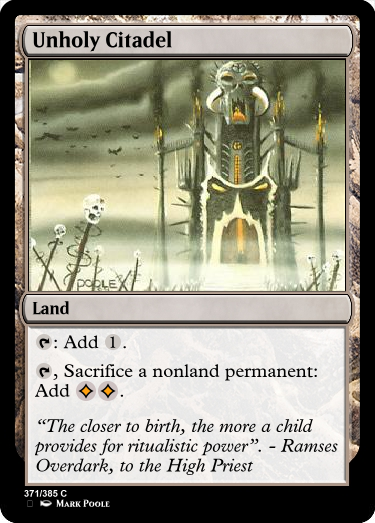 Unholy Citadel
POOLE
Land
: Add 1.
, Sacrifice a nonland permanent:
Add .
“The closer to birth, the more a child
provides for ritualistic power”. - Ramses
Overdark, to the High Priest
371/385 C
MARK POOLE